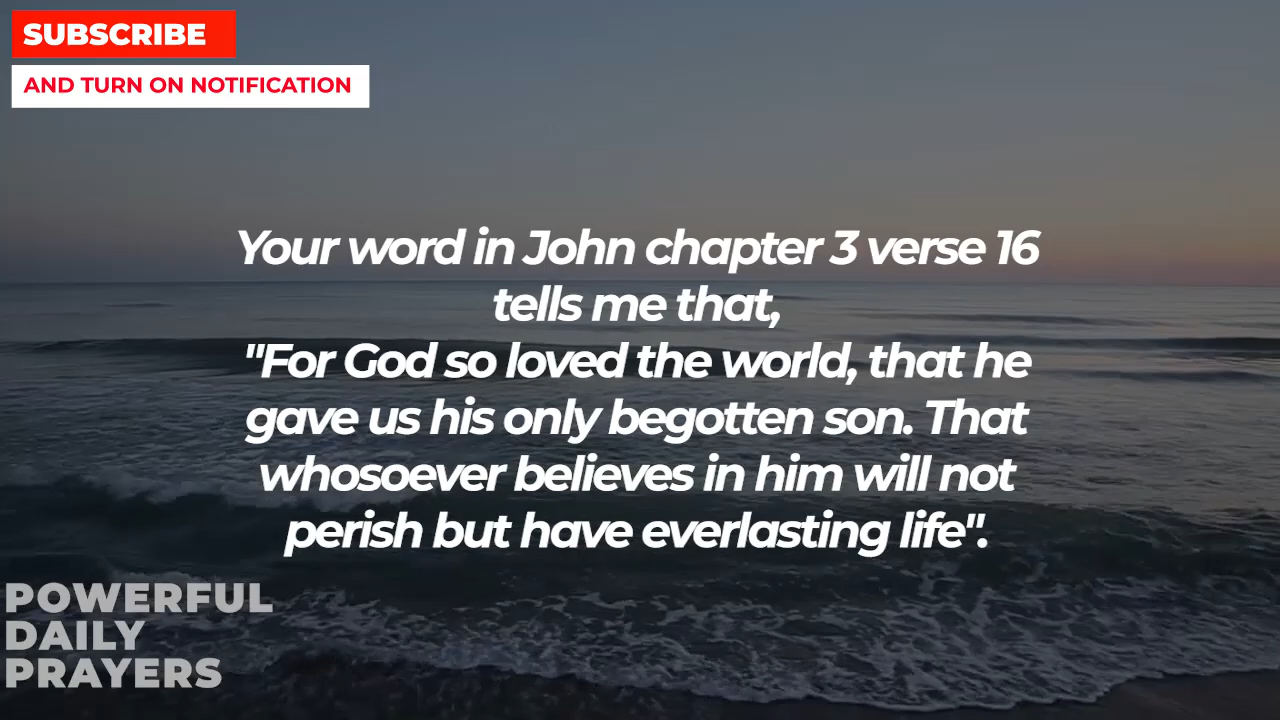 SUBSCRIBE
AND TURN ON NOTIFICATION
Your word in John chapter 3 verse 16
tells me that,
"For God so loved the world, that he
gave us his only begotten son. That
whosoever believes in him will not
perish but have everlasting life".
POWERFUL
DAILY
PRAYERS